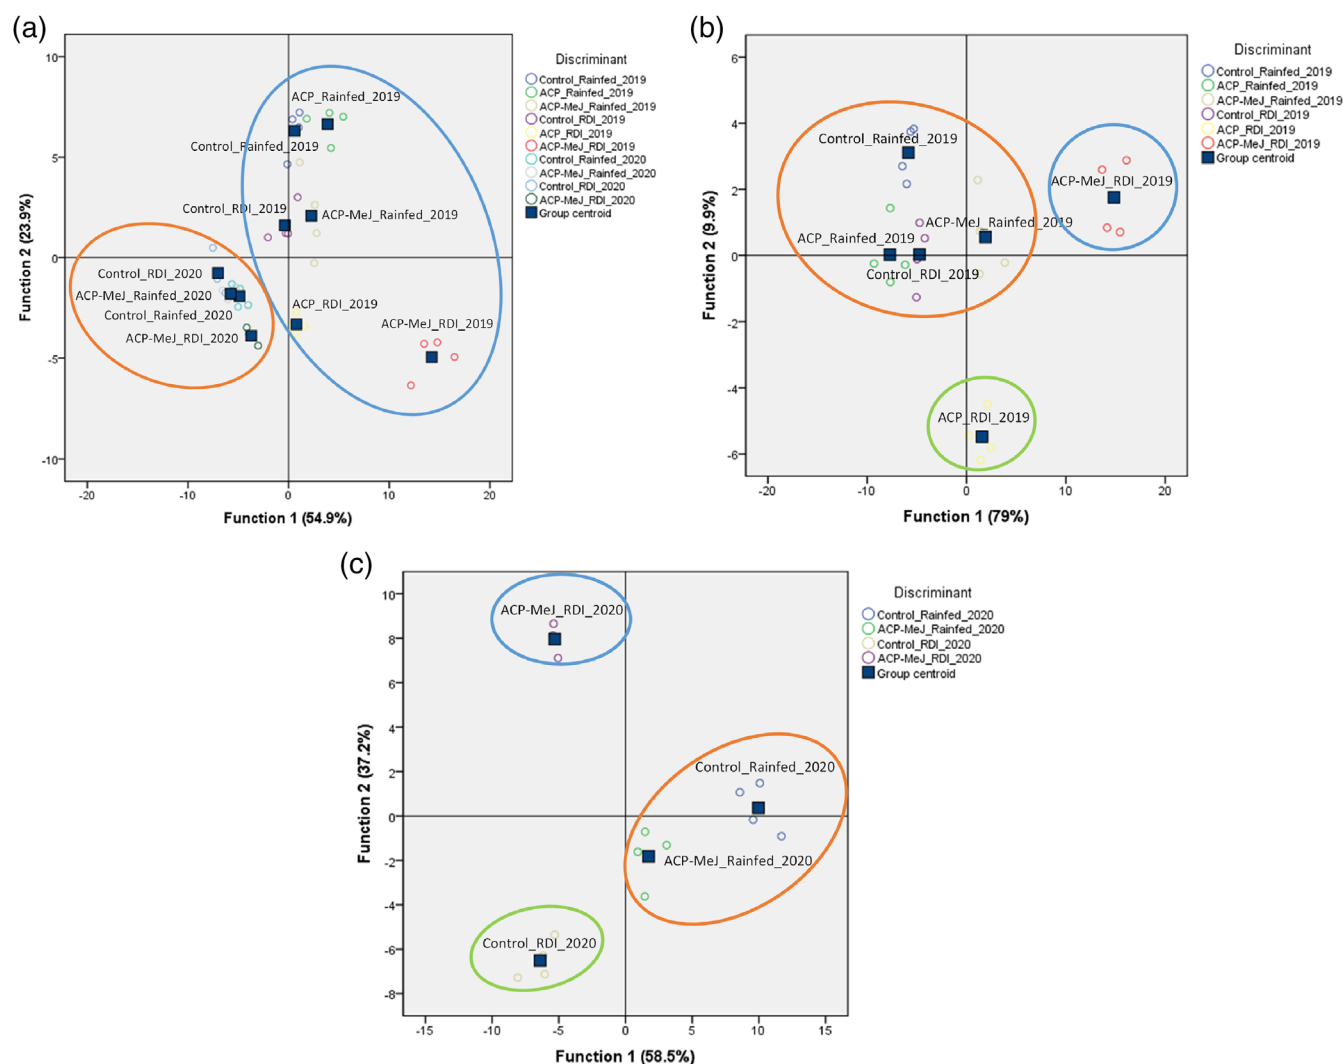 (a)
10
5
0
-5
-10
-20
-10
0
10
20
Function 2 (23.9%)
Function 1 (54.9%)
ACP_Rainfed_2019
Control_Rainfed_2019
Control_RDI_2019
ACP-MeJ_Rainfed_2019
Control_RDI_2020
ACP-MeJ_Rainfed_2020
Control_Rainfed_2020
ACP-MeJ_RDI_2020
ACP_RDI_2019
ACP-MeJ_RDI_2019
Discriminant
Control_Rainfed_2019
ACP_Rainfed_2019
ACP-MeJ_Rainfed_2019
Control_RDI_2019
ACP_RDI_2019
ACP-MeJ_RDI_2019
Control_Rainfed_2020
ACP-MeJ_Rainfed_2020
Control_RDI_2020
ACP-MeJ_RDI_2020
Group centroid
(b)
6
4
2
0
-2
-4
-6
-20
-10
0
10
20
Function 2 (9.9%)
Function 1 (79%)
Control_Rainfed_2019
ACP-MeJ_RDI_2019
ACP-MeJ_Rainfed_2019
ACP_Rainfed_2019
Control_RDI_2019
ACP_RDI_2019
Discriminant
Control_Rainfed_2019
ACP_Rainfed_2019
ACP-MeJ_Rainfed_2019
Control_RDI_2019
ACP_RDI_2019
ACP-MeJ_RDI_2019
Group centroid
(c)
10
8
6
4
2
0
-2
-4
-6
-8
-15
-10
-5
0
5
10
15
Function 2 (37.2%)
Function 1 (58.5%)
ACP-MeJ_RDI_2020
Control_Rainfed_2020
ACP-MeJ_Rainfed_2020
Control_RDI_2020
Discriminant
Control_Rainfed_2020
ACP-MeJ_Rainfed_2020
Control_RDI_2020
ACP-MeJ_RDI_2020
Group centroid